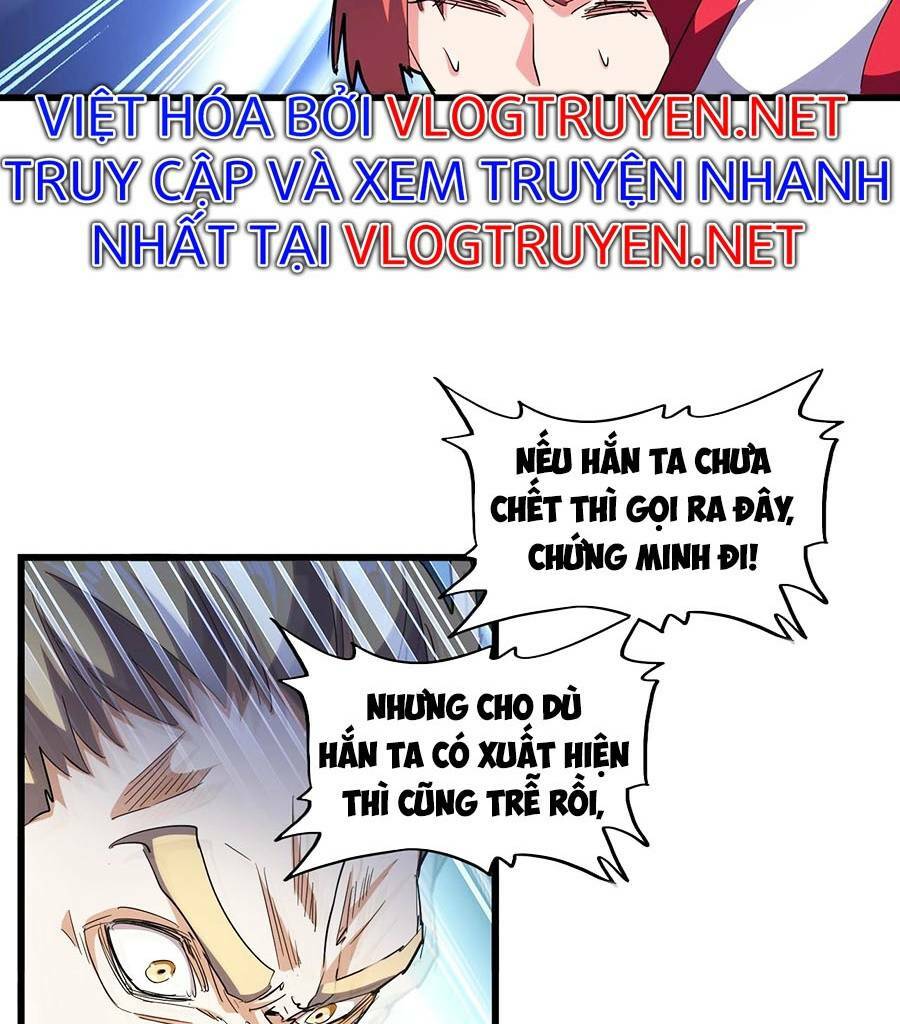 VIỆT HÓA BỞI VLOGTRUYEN.NET
TRUY CẬP VÀ XEM TRUYỆN NHANH
NHẤT TẠI VLOGTRUYEN.NET
NẾU HẮN TA CHƯA
CHẾT THÌ GỌI RA ĐÂY,
CHỨNG MINH ĐI!
NHƯNG CHO DÙ
HẮN TA CÓ XUẤT HIỆN
THÌ CŨNG TRỄ RỒI,